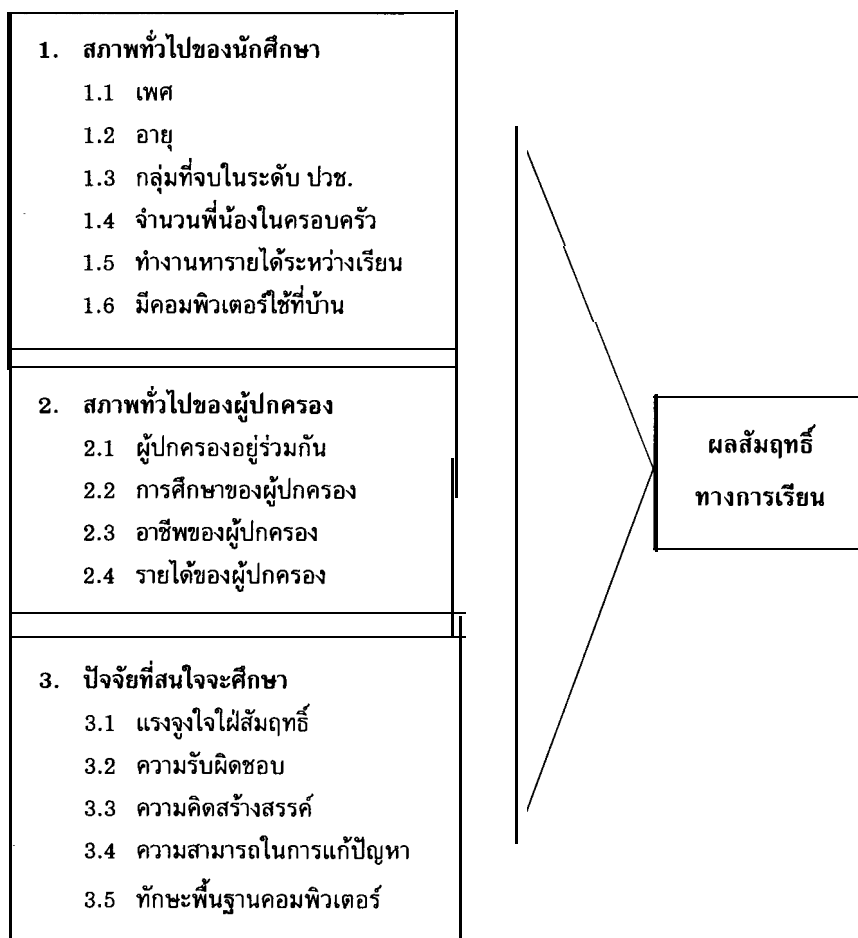 1. สภาพทั่วไปของนักศึกษา
1.1 เพศ
1.2 อายุ
1.3 กลุ่มที่จบในระดับ ปวช.
1.4 จำนวนพี่น้องในครอบครัว
1.5 ทำงานหารายได้ระหว่างเรียน
1.6 มีคอมพิวเตอร์ใช้ที่บ้าน
2. สภาพทั่วไปของผู้ปกครอง
2.1 ผู้ปกครองอยู่ร่วมกัน
2.2 การศึกษาของผู้ปกครอง
2.3 อาชีพของผู้ปกครอง
2.4 รายได้ของผู้ปกครอง
3. ปัจจัยที่สนใจจะศึกษา
3.1 แรงจูงใจใฝ่สัมฤทธิ์
3.2 ความรับผิดชอบ
3.3 ความคิดสร้างสรรค์
3.4 ความสามารถในการแก้ปัญหา
3.5 ทักษะพื้นฐานคอมพิวเตอร์
ผลสัมฤทธิ์
ทางการเรียน